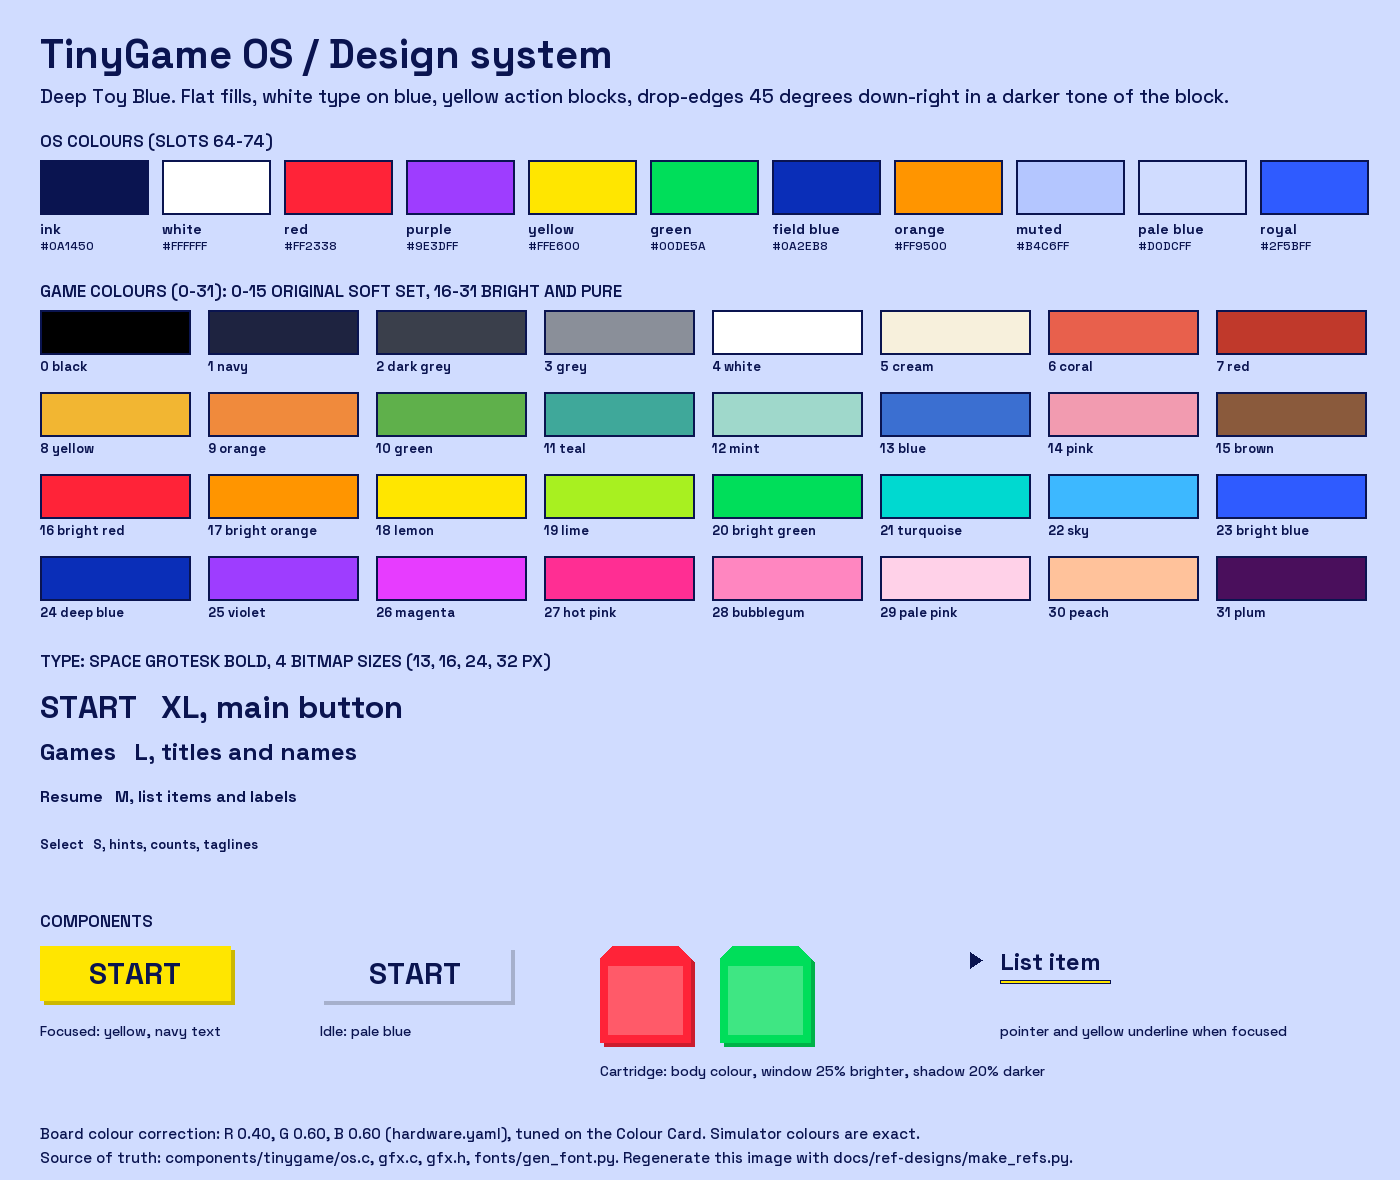 TinyGame OS / Design system
Deep Toy Blue. Flat fills, white type on blue, yellow action blocks, drop-edges 45 degrees down-right in a darker tone of the block.
OS COLOURS (SLOTS 64-74)
ink white red purple yellow green field blue orange muted pale blue royal
#0A1450 #FFFFFF #FF2338 #9E3DFF #FFE600 #00DE5A #0A2EB8 #FF9500 #B4C6FF #D0DCFF #2F5BFF
GAME COLOURS (0-31): 0-15 ORIGINAL SOFT SET, 16-31 BRIGHT AND PURE
0 black 1 navy 2 dark grey 3 grey 4 white 5 cream 6 coral 7 red
8 yellow 9 orange 10 green 11 teal 12 mint 13 blue 14 pink 15 brown
16 bright red 17 bright orange 18 lemon 19 lime 20 bright green 21 turquoise 22 sky 23 bright blue
24 deep blue 25 violet 26 magenta 27 hot pink 28 bubblegum 29 pale pink 30 peach 31 plum
TYPE: SPACE GROTESK BOLD, 4 BITMAP SIZES (13, 16, 24, 32 PX)
START XL, main button
Games L, titles and names
Resume M, list items and labels
Select S, hints, counts, taglines
COMPONENTS
START START List item
Focused: yellow, navy text Idle: pale blue pointer and yellow underline when focused
Cartridge: body colour, window 25% brighter, shadow 20% darker
Board colour correction: R 0.40, G 0.60, B 0.60 (hardware.yaml), tuned on the Colour Card. Simulator colours are exact.
Source of truth: components/tinygame/os.c, gfx.c, gfx.h, fonts/gen_font.py. Regenerate this image with docs/ref-designs/make_refs.py.